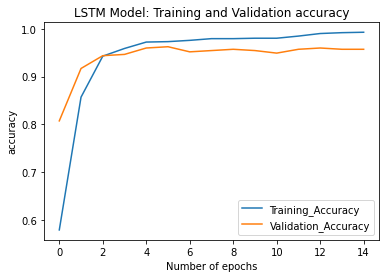 LSTM Model: Training and Validation accuracy
1.0
0.9
0.8
0.7
0.6
accuracy
Training_Accuracy
Validation_Accuracy
0 2 4 6 8 10 12 14
Number of epochs